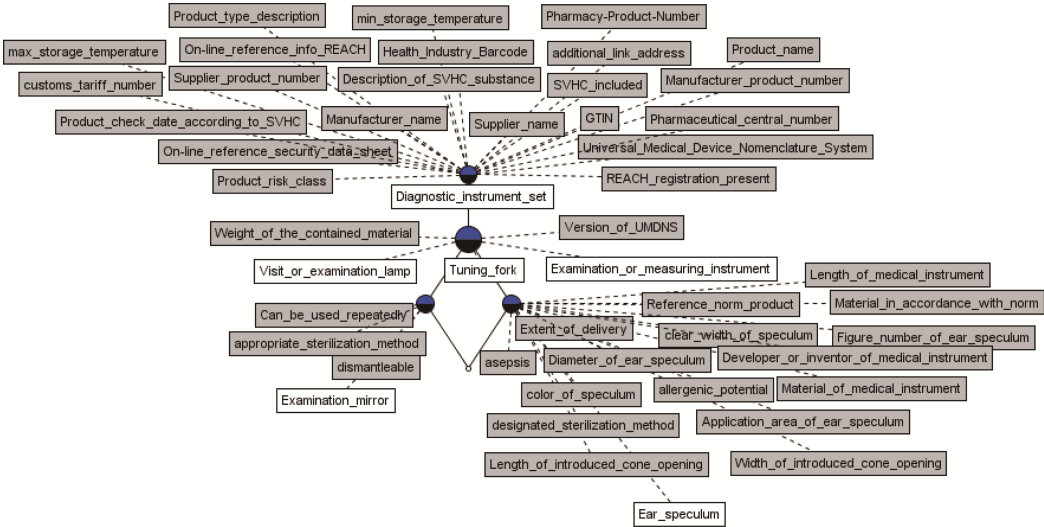 Product_type_description
min_storage_temperature
Pharmacy-Product-Number
max_storage_temperature
On-line_reference_info_REACH
Health_Industry_Barcode
additional_link_address
Product_name
customs_tariff_number
Supplier_product_number
Description_of_SVHC_substance
SVHC_included
Manufacturer_product_number
Product_check_date_according_to_SVHC
Manufacturer_name
Supplier_name
GTIN
Pharmaceutical_central_number
On-line_reference_security_data_sheet
Universal_Medical_Device_Nomenclature_System
Product_risk_class
REACH_registration_present
Diagnostic_instrument_set
Weight_of_the_contained_material
Version_of_UMDNS
Visit_or_examination_lamp
Tuning_fork
Examination_or_measuring_instrument
Length_of_medical_instrument
Can_be_used_repeatedly
Reference_norm_product
Material_in_accordance_with_norm
Extent_of_delivery
clear_width_of_speculum
Figure_number_of_ear_speculum
appropriate_sterilization_method
dismantleable
asepsis
Diameter_of_ear_speculum
Developer_or_inventor_of_medical_instrument
Examination_mirror
color_of_speculum
allergenic_potential
Material_of_medical_instrument
designated_sterilization_method
Application_area_of_ear_speculum
Length_of_introduced_cone_opening
Width_of_introduced_cone_opening
Ear_speculum